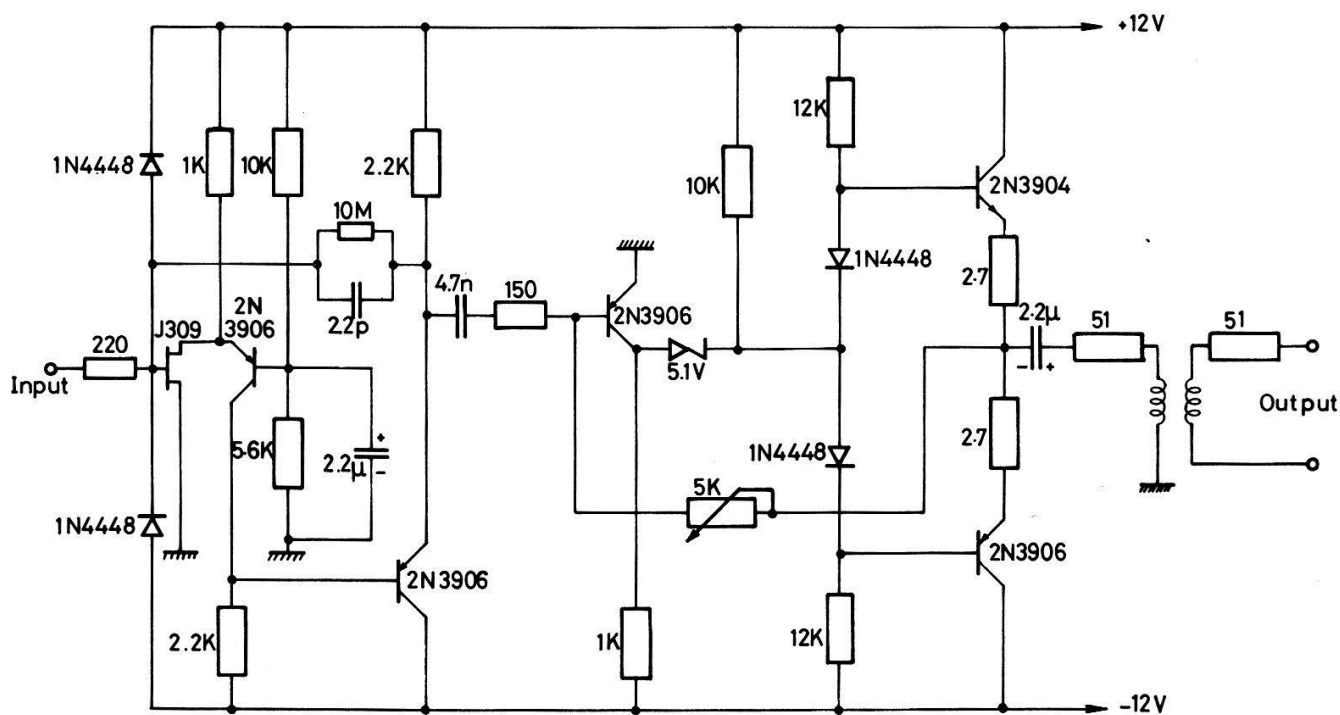 +12V
12K
1N4448
1K
10K
2.2K
10K
2N3904
10M
1N4448
2.7
4.7n
150
2.2p
2N3906
2·2µ
51
51
J309
2N
3906
220
5.1V
- +
Input
Output
5·6K
+
2.2µ
-
1N4448
2.7
5K
1N4448
2N3906
2N3906
2.2K
1K
12K
-12V